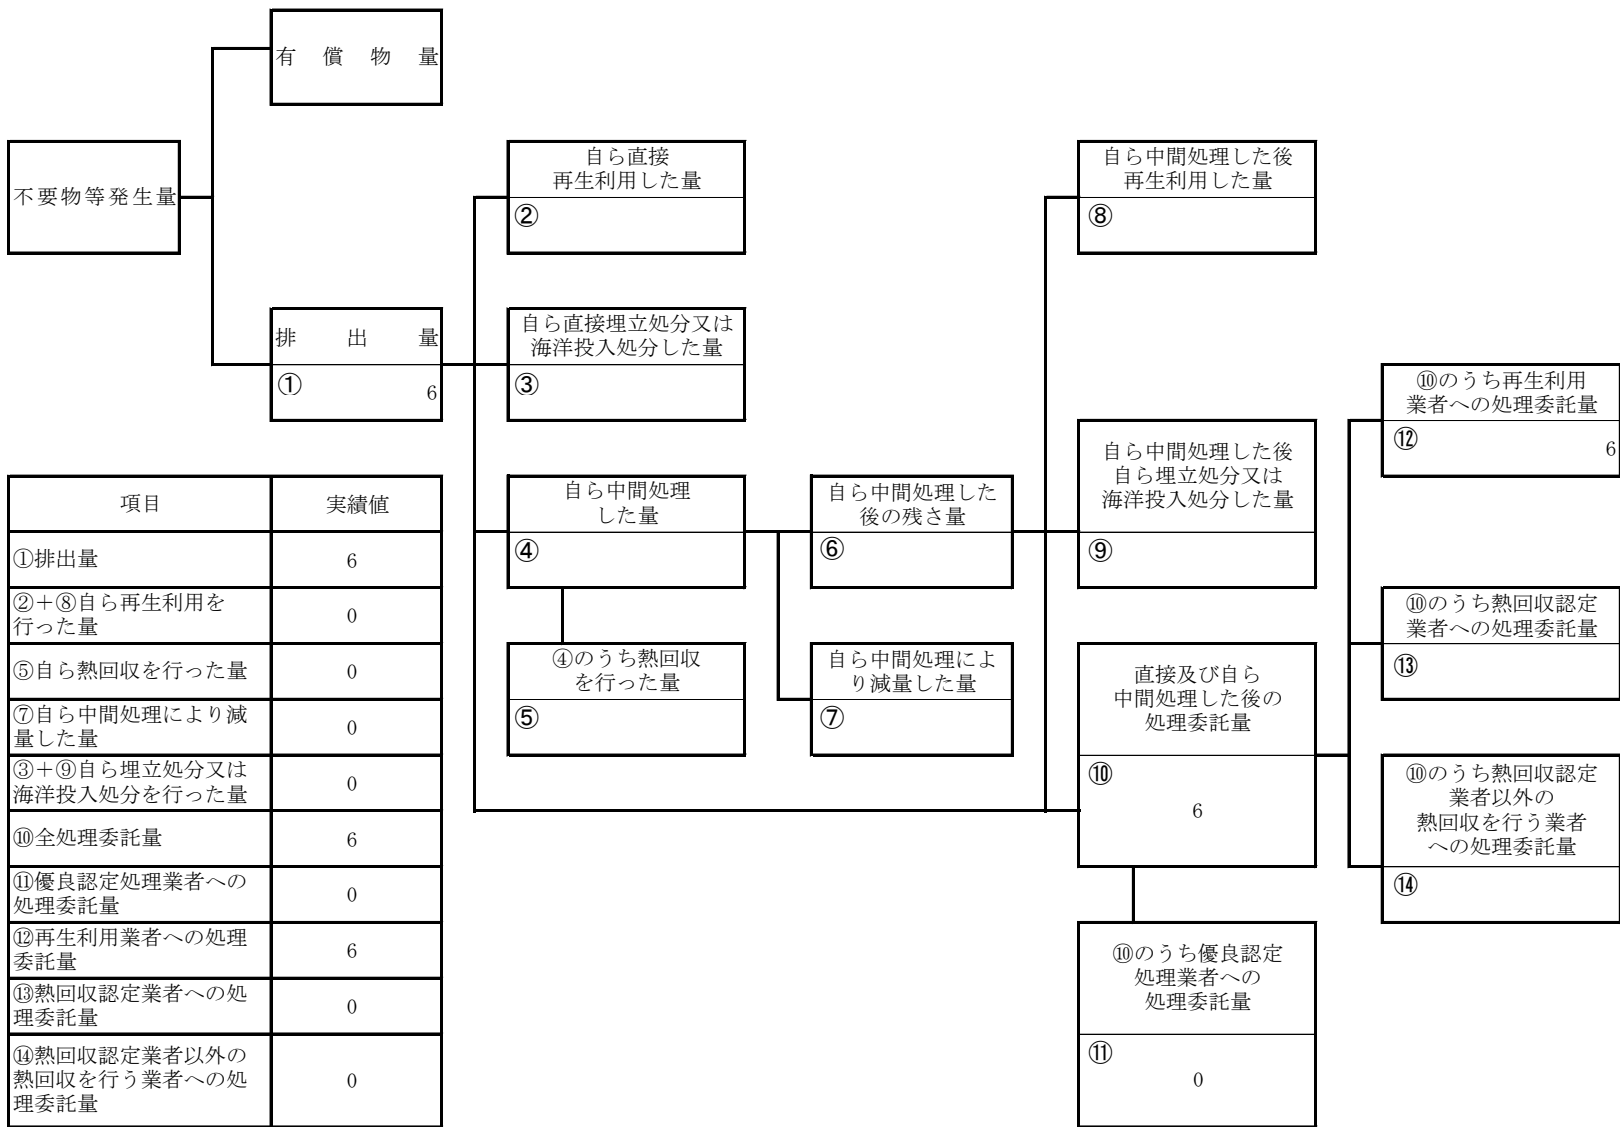 有償物量
不要物等発生量
排出量
①
6
自ら直接
再生利用した量
②
自ら直接埋立処分又は
海洋投入処分した量
③
自ら中間処理
した量
④
④のうち熱回収
を行った量
⑤
自ら中間処理した
後の残さ量
⑥
自ら中間処理によ
り減量した量
⑦
自ら中間処理した後
再生利用した量
⑧
自ら中間処理した後
自ら埋立処分又は
海洋投入処分した量
⑨
直接及び自ら
中間処理した後の
処理委託量
⑩
6
⑩のうち優良認定
処理業者への
処理委託量
⑪
0
⑩のうち再生利用
業者への処理委託量
⑫
6
⑩のうち熱回収認定
業者への処理委託量
⑬
⑩のうち熱回収認定
業者以外の
熱回収を行う業者
への処理委託量
⑭
項目 実績値
①排出量 6
②＋⑧自ら再生利用を
行った量 0
⑤自ら熱回収を行った量 0
⑦自ら中間処理により減
量した量 0
③＋⑨自ら埋立処分又は
海洋投入処分を行った量 0
⑩全処理委託量 6
⑪優良認定処理業者への
処理委託量 0
⑫再生利用業者への処理
委託量 6
⑬熱回収認定業者への処
理委託量 0
⑭熱回収認定業者以外の
熱回収を行う業者への処
理委託量 0